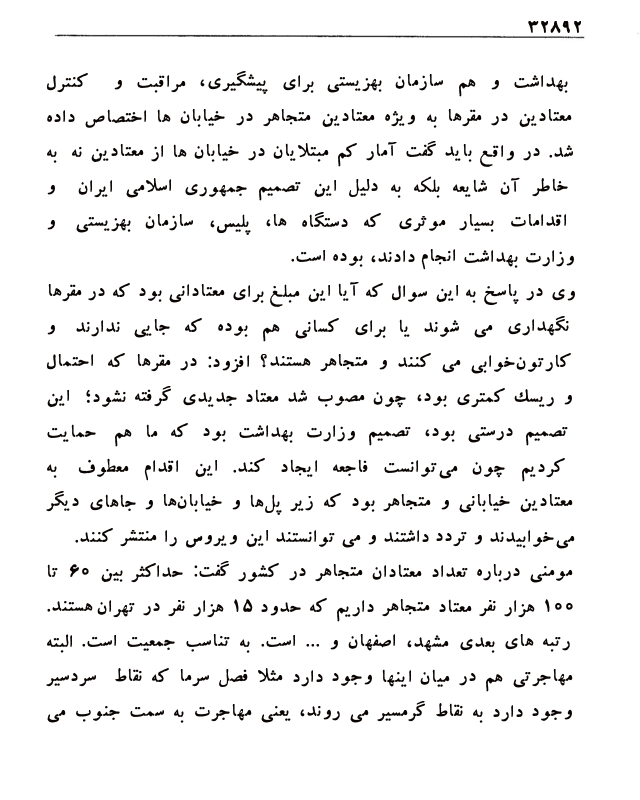 ۳۲۸۹۲
بهداشت و هم سازمان بهزیستی برای پیشگیری، مراقبت و کنترل
معتادین در مقرها به ویژه معتادین متجاهر در خیابان ها اختصاص داده
شد. در واقع باید گفت آمار کم مبتلایان در خیابان ها از معتادین نه به
خاطر آن شایعه بلکه به دلیل این تصمیم جمهوری اسلامی ایران و
اقدامات بسیار موثری که دستگاه ها، پلیس، سازمان بهزیستی و
وزارت بهداشت انجام دادند، بوده است.
وی در پاسخ به این سوال که آیا این مبلغ برای معتادانی بود که در مقرها
نگهداری می شوند یا برای کسانی هم بوده که جایی ندارند و
کارتون‌خوابی می کنند و متجاهر هستند؟ افزود: در مقرها که احتمال
و ریسك کمتری بود، چون مصوب شد معتاد جدیدی گرفته نشود؛ این
تصمیم درستی بود، تصمیم وزارت بهداشت بود که ما هم حمایت
کردیم چون می‌توانست فاجعه ایجاد کند. این اقدام معطوف به
معتادین خیابانی و متجاهر بود که زیر پل‌ها و خیابان‌ها و جاهای دیگر
می‌خوابیدند و تردد داشتند و می توانستند این ویروس را منتشر کنند.
مومنی درباره تعداد معتادان متجاهر در کشور گفت: حداکثر بین ۶۰ تا
۱۰۰ هزار نفر معتاد متجاهر داریم که حدود ۱۵ هزار نفر در تهران هستند.
رتبه های بعدی مشهد، اصفهان و ... است. به تناسب جمعیت است. البته
مهاجرتی هم در میان اینها وجود دارد مثلا فصل سرما که نقاط سردسیر
وجود دارد به نقاط گرمسیر می روند، یعنی مهاجرت به سمت جنوب می